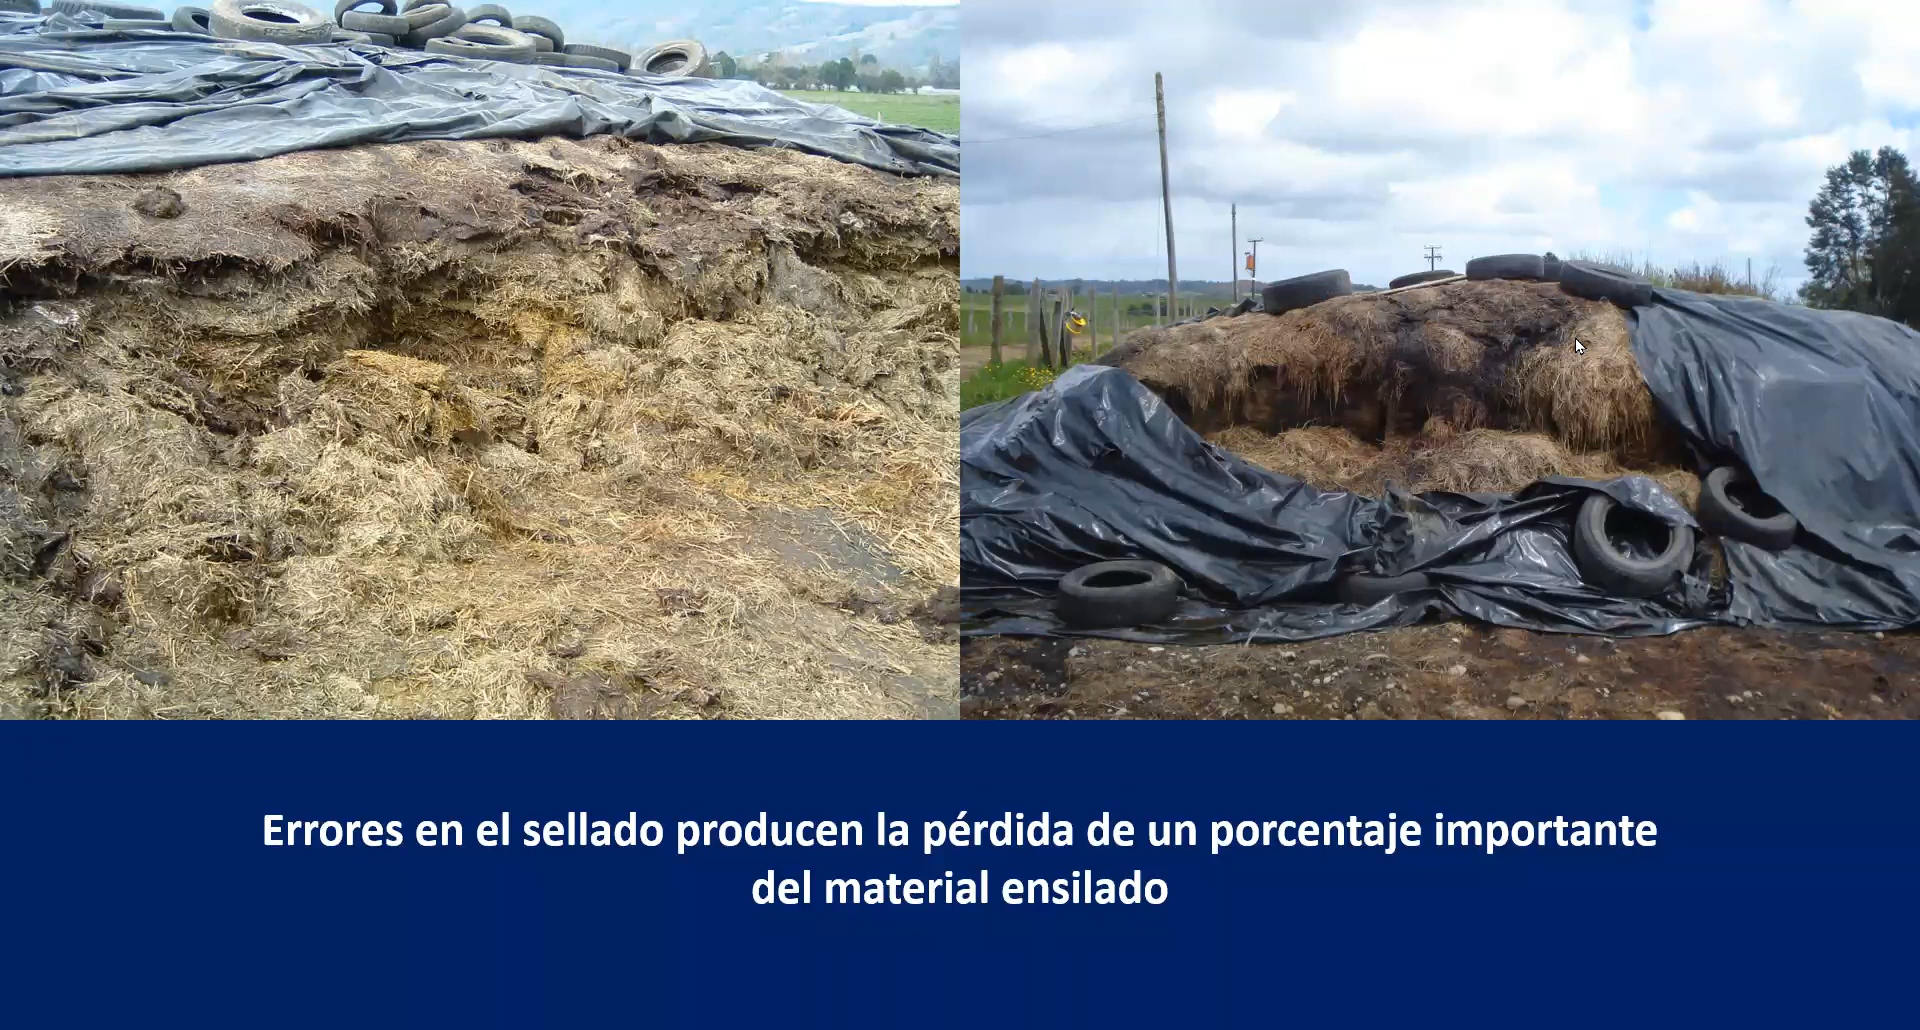 Errores en el sellado producen la pérdida de un porcentaje importante
del material ensilado